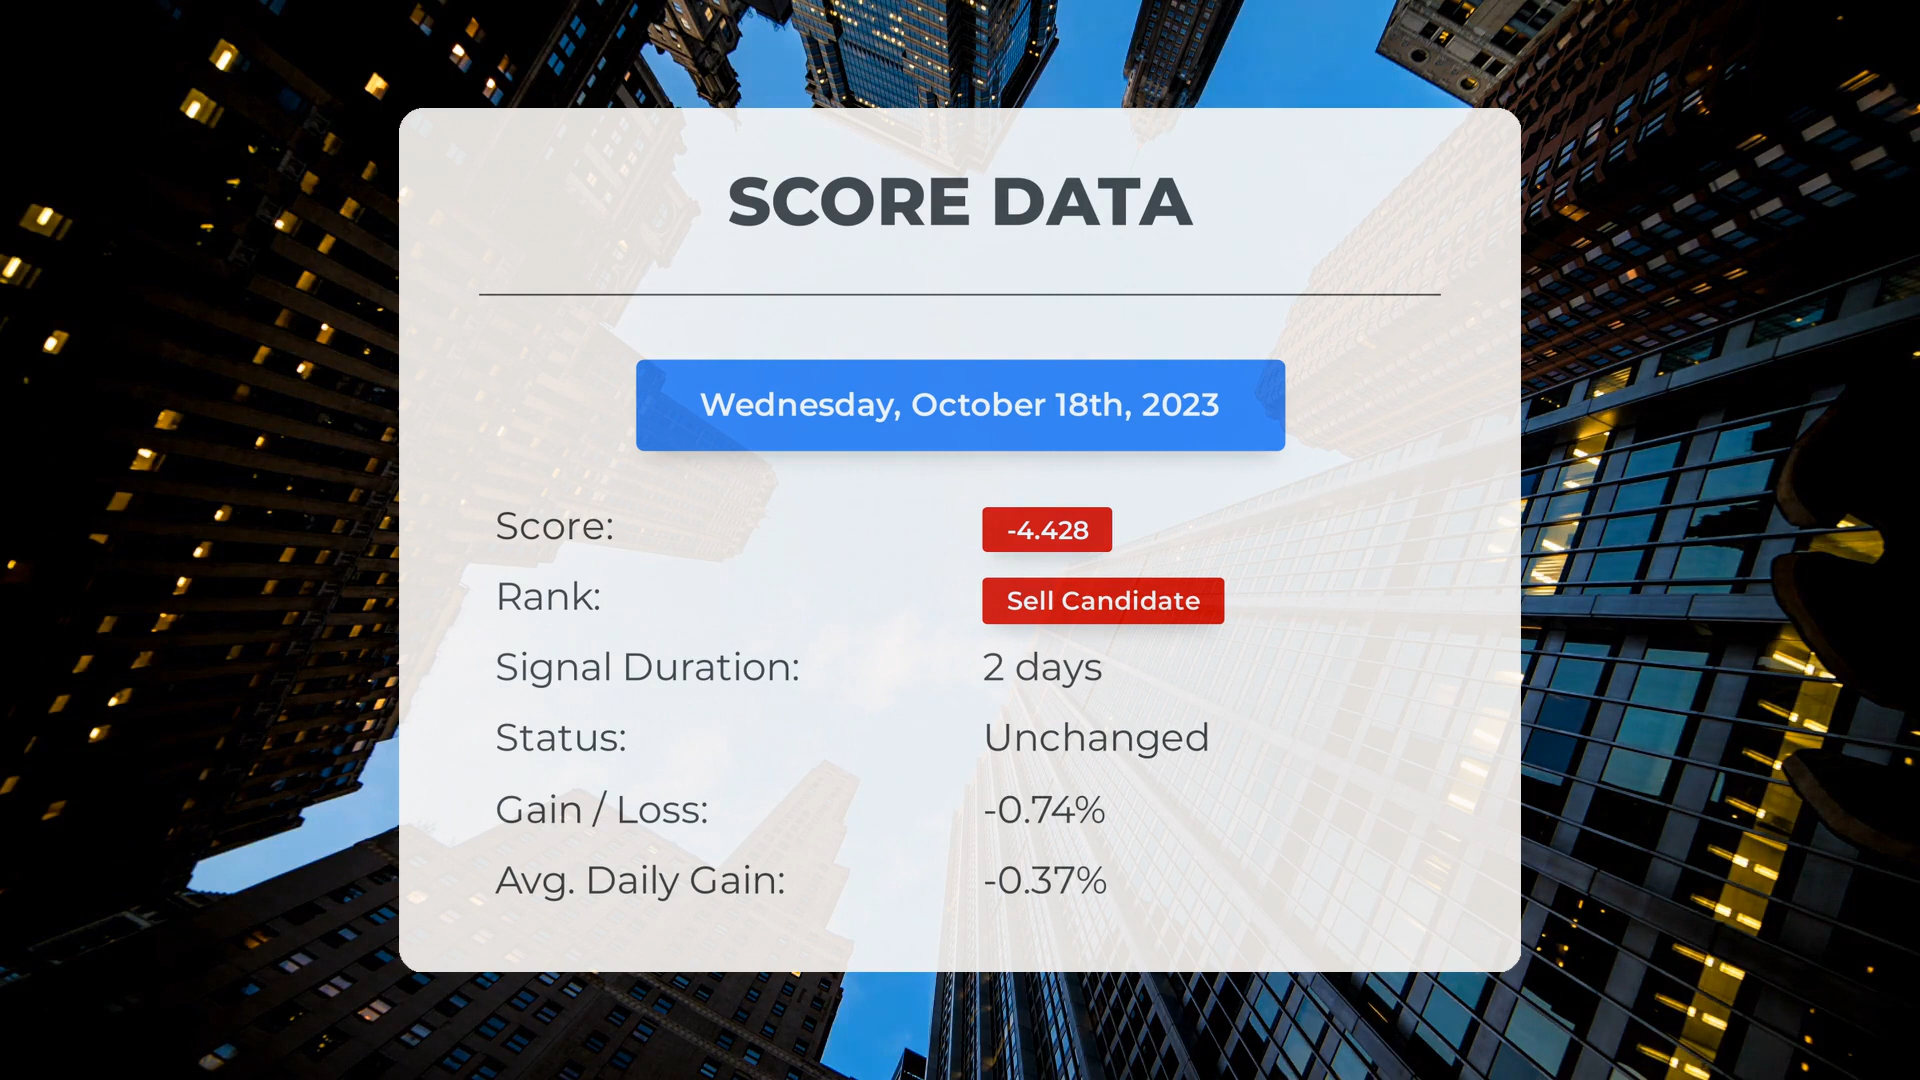 SCORE DATA
Wednesday, October 18th, 2023
Score: -4.428
Rank: Sell Candidate
Signal Duration: 2 days
Status: Unchanged
Gain / Loss: -0.74%
Avg. Daily Gain: -0.37%